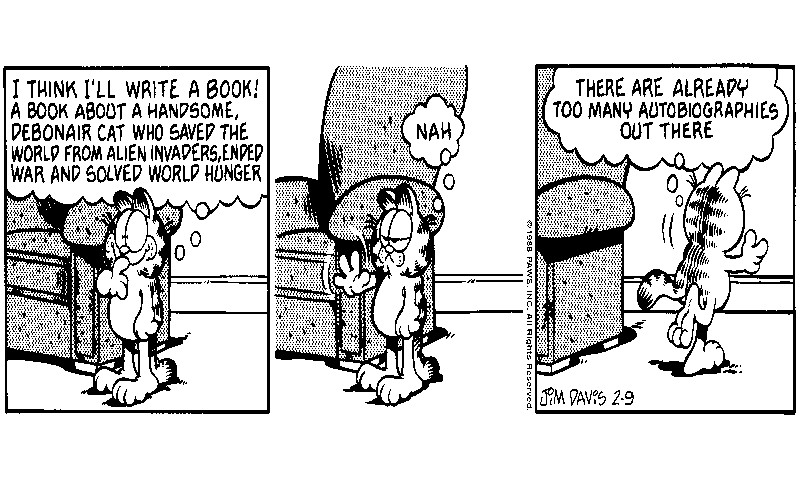 I THINK I'LL WRITE A BOOK!
A BOOK ABOUT A HANDSOME,
DEBONAIR CAT WHO SAVED THE
WORLD FROM ALIEN INVADERS, ENDED
WAR AND SOLVED WORLD HUNGER
NAH
THERE ARE ALREADY
TOO MANY AUTOBIOGRAPHIES
OUT THERE
© 1988 PAWS, INC. All Rights Reserved.
JIM DAVIS 2-9